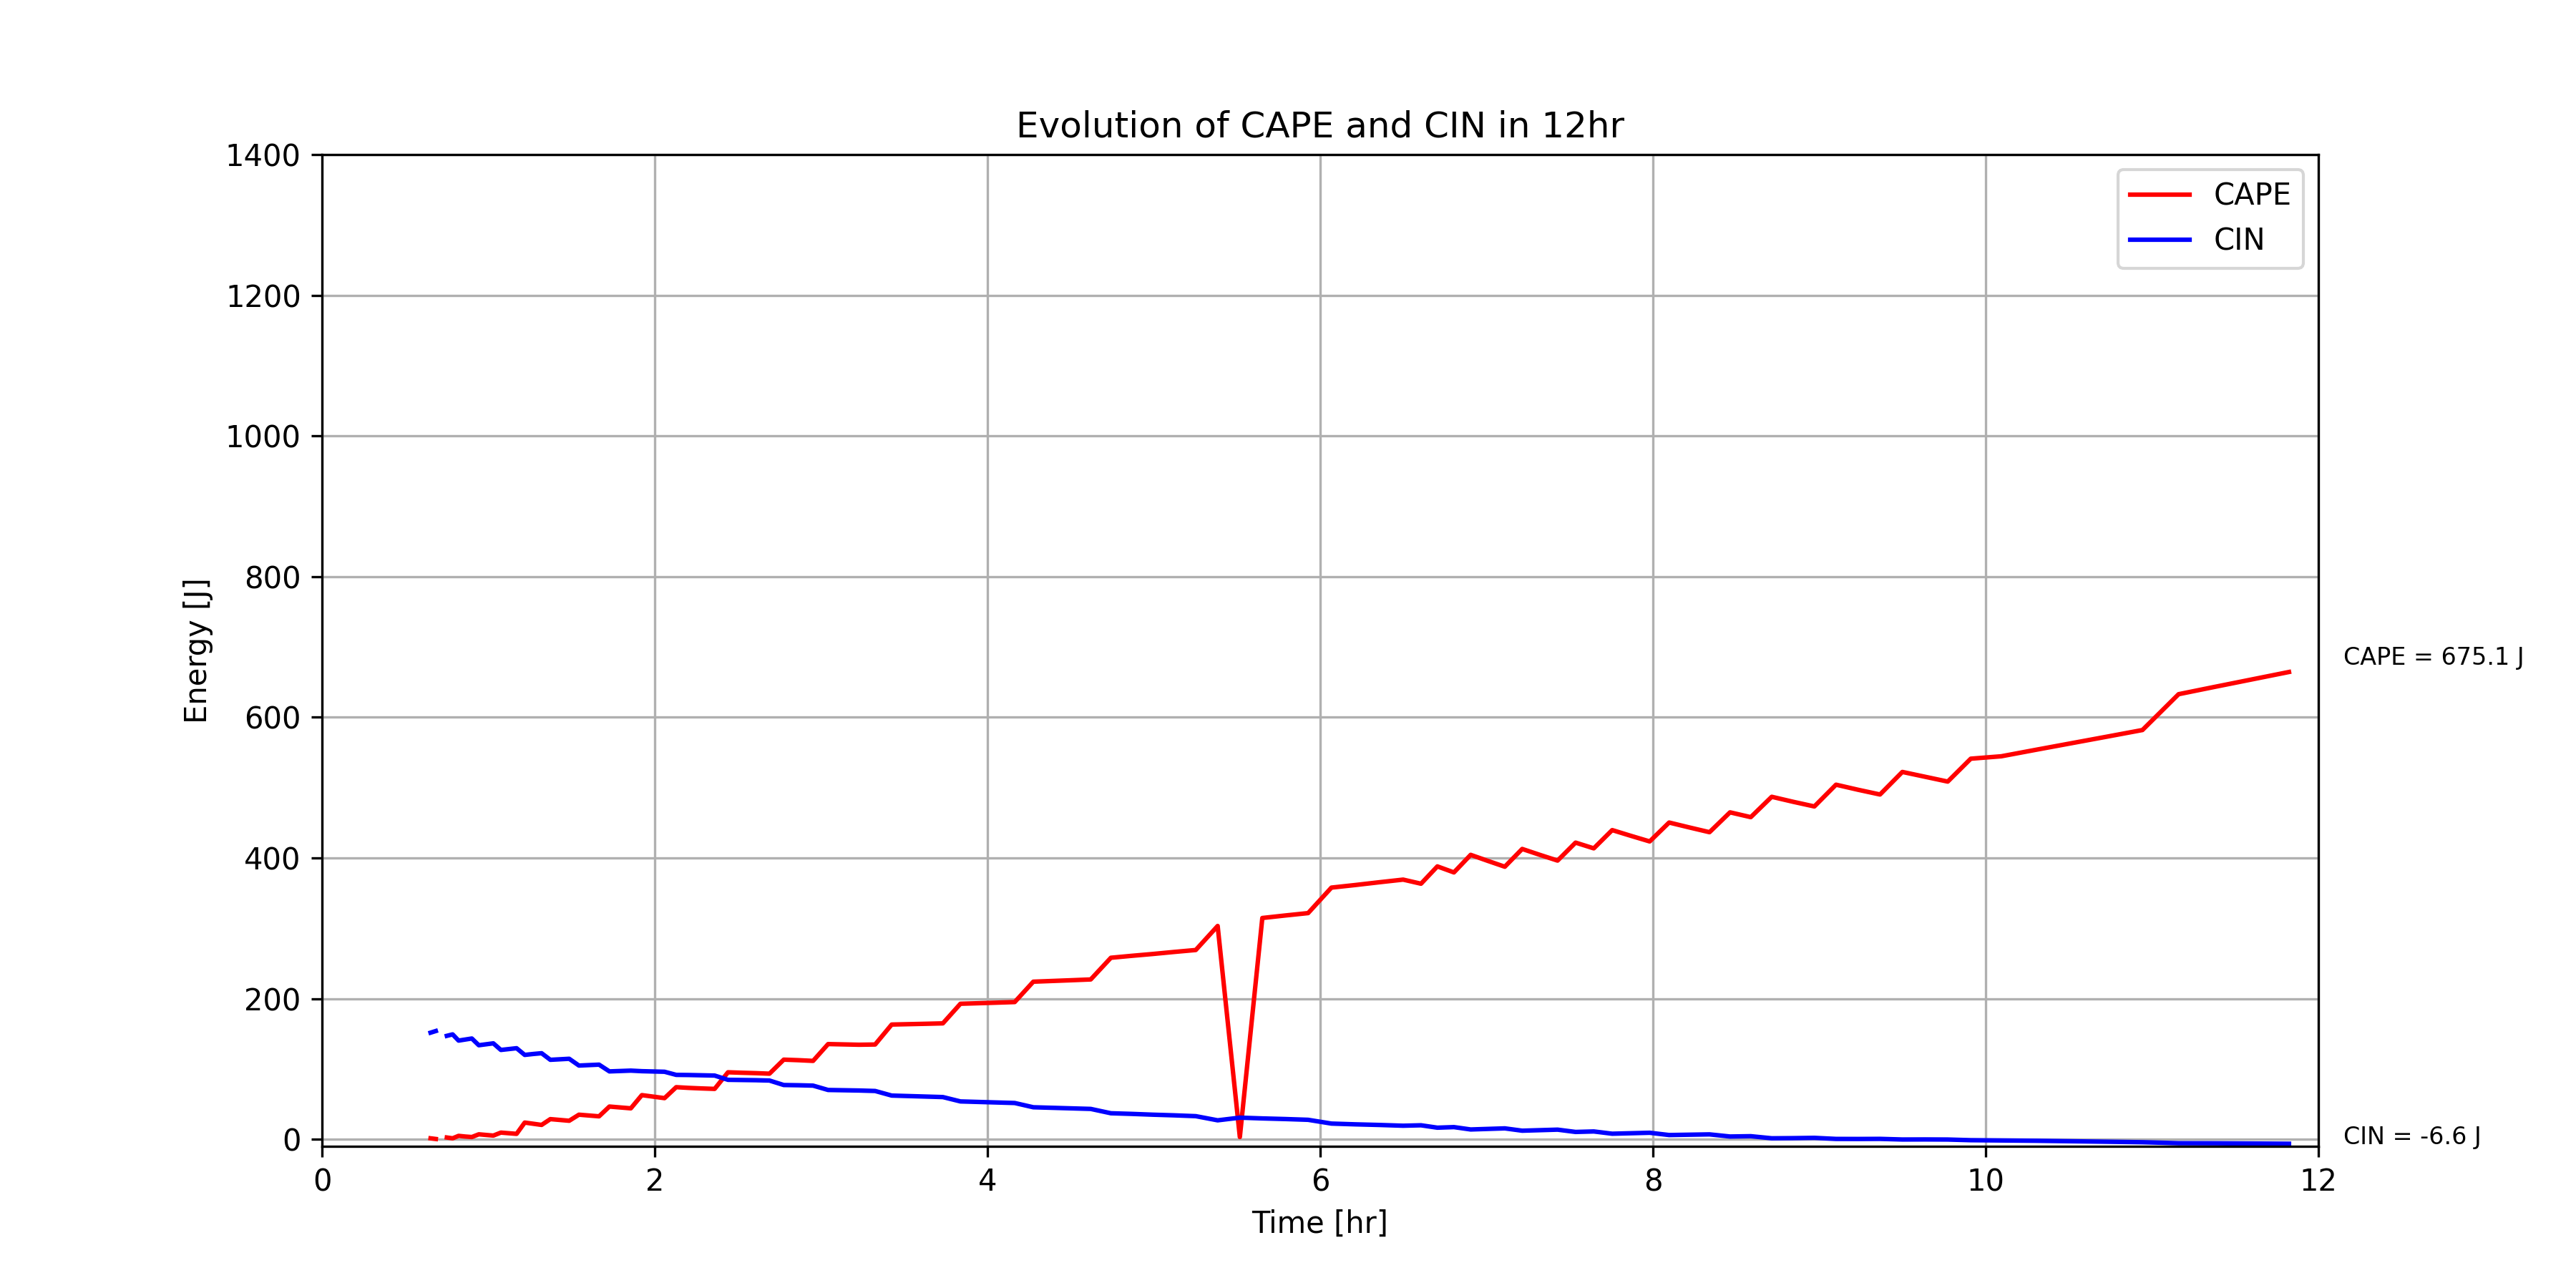 Evolution of CAPE and CIN in 12hr
1400
1200
1000
800
600
400
200
0
Energy [J]
CAPE
CIN
CAPE = 675.1 J
CIN = -6.6 J
0 2 4 6 8 10 12
Time [hr]